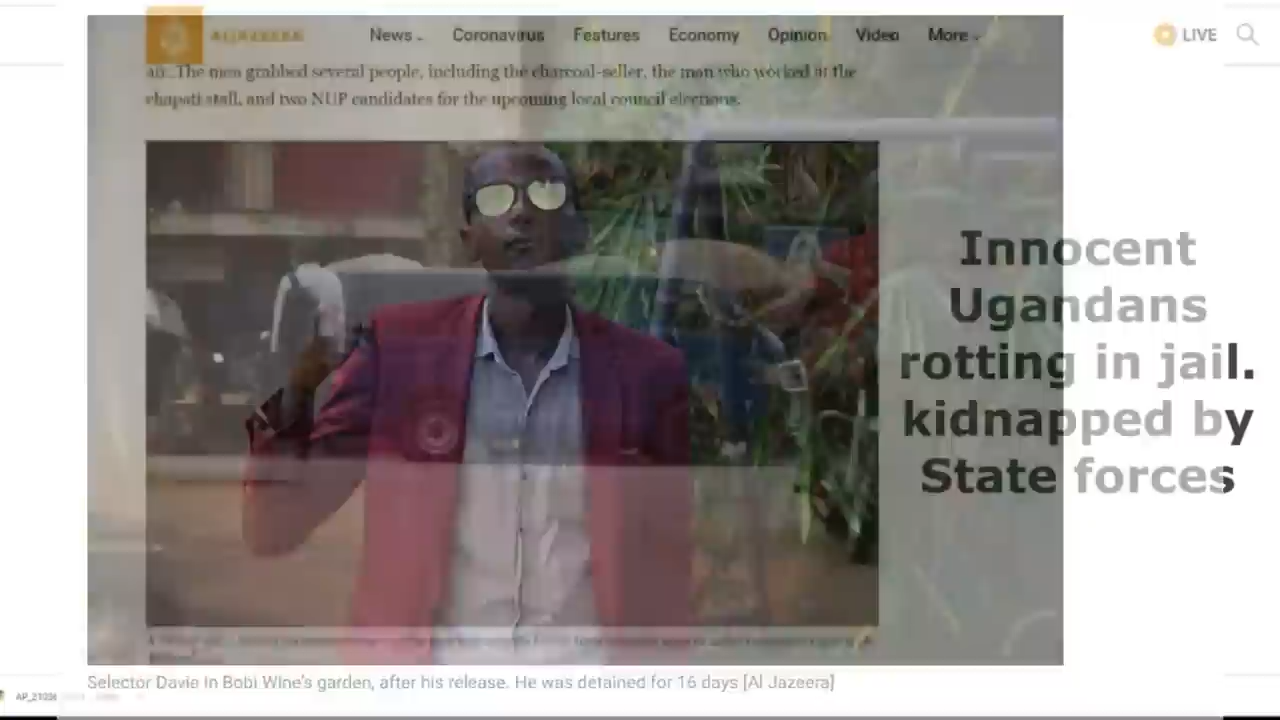 ALJAZEERA
News
Coronavirus
Features
Economy
Opinion
Video
More
LIVE
an. The men grabbed several people, including the charcoal-seller, the man who worked at the
chapati stall, and two NUP candidates for the upcoming local council elections.
Innocent
Ugandans
rotting in jail.
kidnapped by
State forces
Selector Davie in Bobi Wine's garden, after his release. He was detained for 16 days [Al Jazeera]